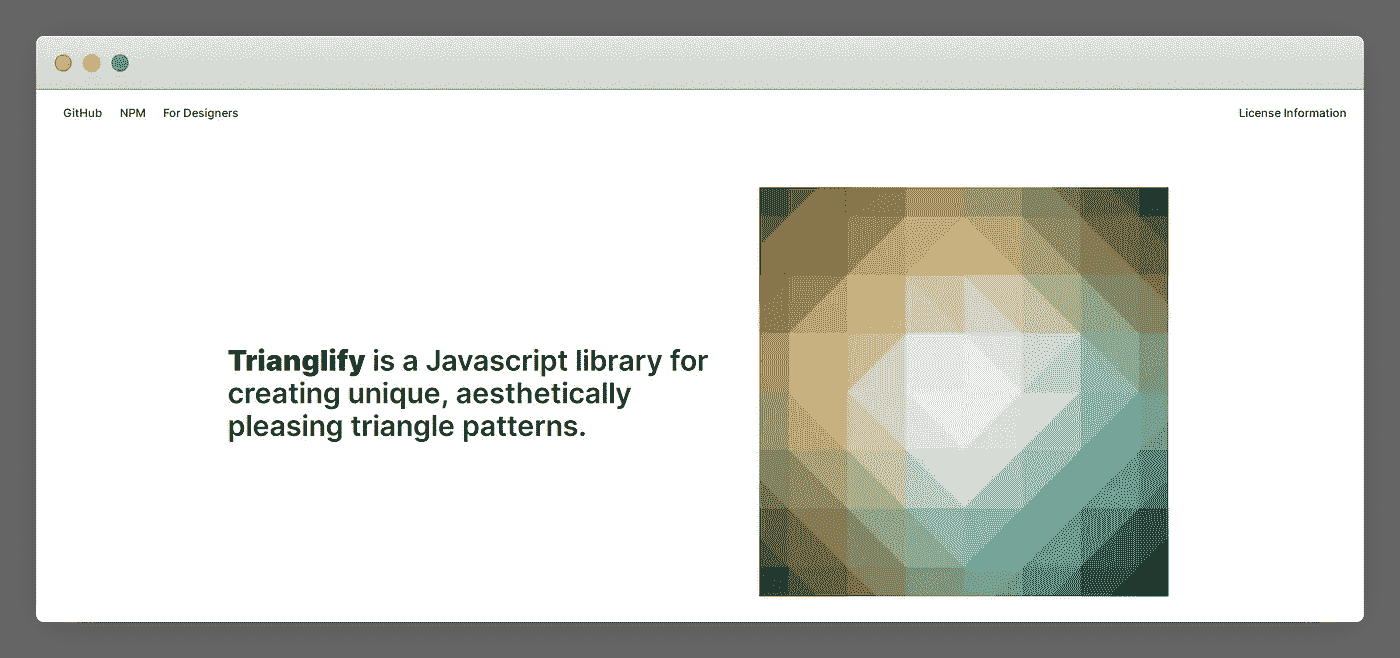 GitHub NPM For Designers License Information
Trianglify is a Javascript library for
creating unique, aesthetically
pleasing triangle patterns.